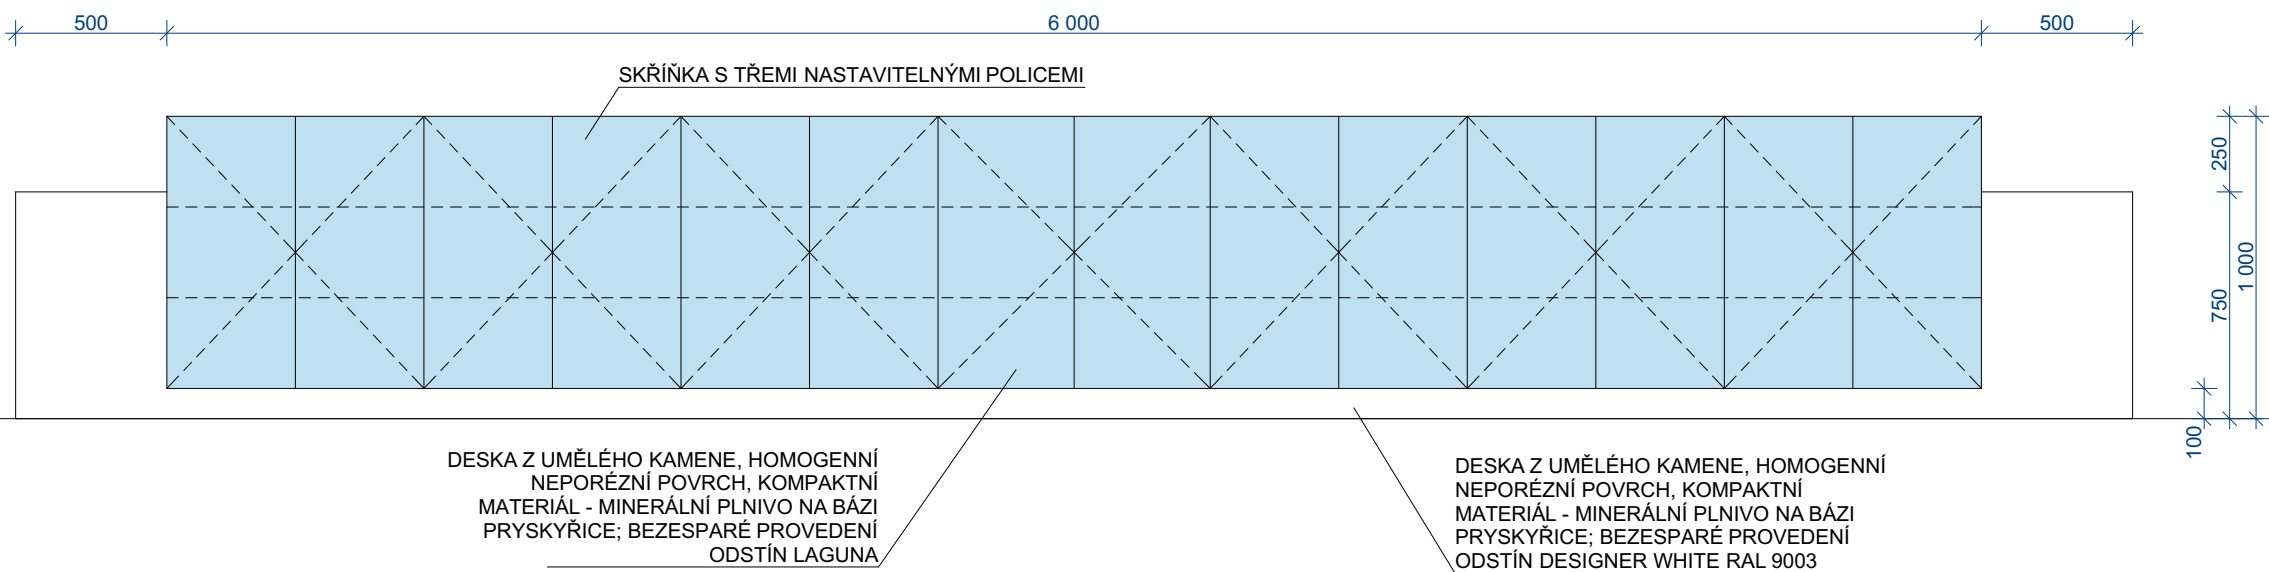 500
6 000
500
SKŘÍŇKA S TŘEMI NASTAVITELNÝMI POLICEMI
250
750
1 000
100
DESKA Z UMĚLÉHO KAMENE, HOMOGENNÍ
NEPORÉZNÍ POVRCH, KOMPAKTNÍ
MATERIÁL - MINERÁLNÍ PLNIVO NA BÁZI
PRYSKYŘICE; BEZESPARÉ PROVEDENÍ
ODSTÍN LAGUNA
DESKA Z UMĚLÉHO KAMENE, HOMOGENNÍ
NEPORÉZNÍ POVRCH, KOMPAKTNÍ
MATERIÁL - MINERÁLNÍ PLNIVO NA BÁZI
PRYSKYŘICE; BEZESPARÉ PROVEDENÍ
ODSTÍN DESIGNER WHITE RAL 9003